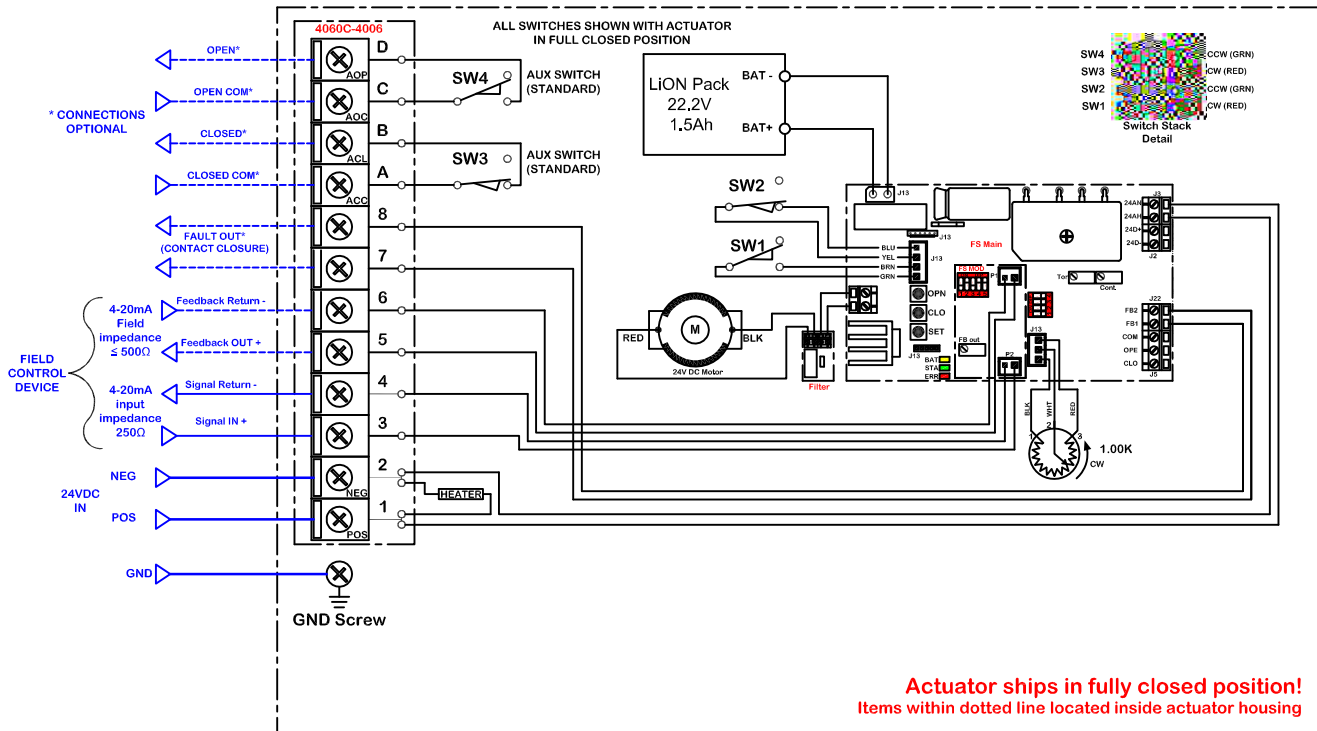 4060C-4006
ALL SWITCHES SHOWN WITH ACTUATOR
IN FULL CLOSED POSITION
OPEN*
D
AOP
OPEN COM*
C
AOC
* CONNECTIONS
OPTIONAL
CLOSED*
B
ACL
CLOSED COM*
A
ACC
8
FAULT OUT*
(CONTACT CLOSURE)
7
Feedback Return -
6
Feedback OUT +
5
Signal Return -
4
Signal IN +
3
4-20mA
Field
impedance
≤ 500Ω
4-20mA
input
impedance
250Ω
FIELD
CONTROL
DEVICE
NEG
2
NEG
24VDC
IN
POS
1
POS
HEATER
GND
GND Screw
SW4
AUX SWITCH
(STANDARD)
SW3
AUX SWITCH
(STANDARD)
LiON Pack
22,2V
1.5Ah
BAT -
BAT+
SW4
SW3
SW2
SW1
CCW (GRN)
CW (RED)
CCW (GRN)
CW (RED)
Switch Stack
Detail
SW2
SW1
BLU
YEL
BRN
GRN
J13
J13
J13
RED
M
BLK
24V DC Motor
Filter
OPN
CLO
SET
J13
BAT
STA
ERR
FS Main
FS MOD
P1
FB out
P2
J13
Tor
Cont.
J3
24AH
24AH
24D+
24D+
J2
J22
FB2
FB1
COM
OPE
CLO
J5
BLK
WHT
RED
1
2
3
1.00K
CW
Actuator ships in fully closed position!
Items within dotted line located inside actuator housing